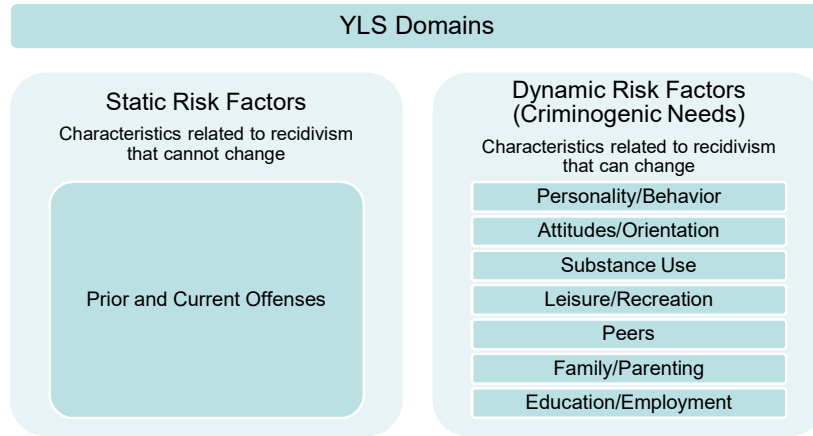 YLS Domains
Static Risk Factors
Characteristics related to recidivism
that cannot change
Prior and Current Offenses
Dynamic Risk Factors
(Criminogenic Needs)
Characteristics related to recidivism
that can change
Personality/Behavior
Attitudes/Orientation
Substance Use
Leisure/Recreation
Peers
Family/Parenting
Education/Employment